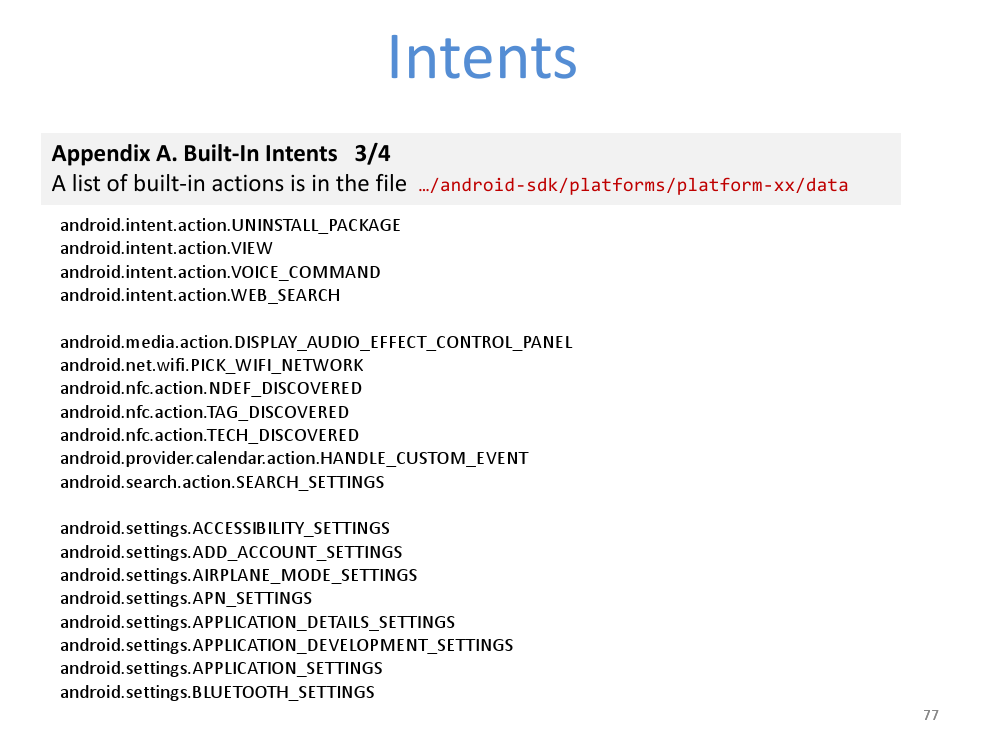 Intents
Appendix A. Built-In Intents 3/4
A list of built-in actions is in the file …/android-sdk/platforms/platform-xx/data
android.intent.action.UNINSTALL_PACKAGE
android.intent.action.VIEW
android.intent.action.VOICE_COMMAND
android.intent.action.WEB_SEARCH
android.media.action.DISPLAY_AUDIO_EFFECT_CONTROL_PANEL
android.net.wifi.PICK_WIFI_NETWORK
android.nfc.action.NDEF_DISCOVERED
android.nfc.action.TAG_DISCOVERED
android.nfc.action.TECH_DISCOVERED
android.provider.calendar.action.HANDLE_CUSTOM_EVENT
android.search.action.SEARCH_SETTINGS
android.settings.ACCESSIBILITY_SETTINGS
android.settings.ADD_ACCOUNT_SETTINGS
android.settings.AIRPLANE_MODE_SETTINGS
android.settings.APN_SETTINGS
android.settings.APPLICATION_DETAILS_SETTINGS
android.settings.APPLICATION_DEVELOPMENT_SETTINGS
android.settings.APPLICATION_SETTINGS
android.settings.BLUETOOTH_SETTINGS
77